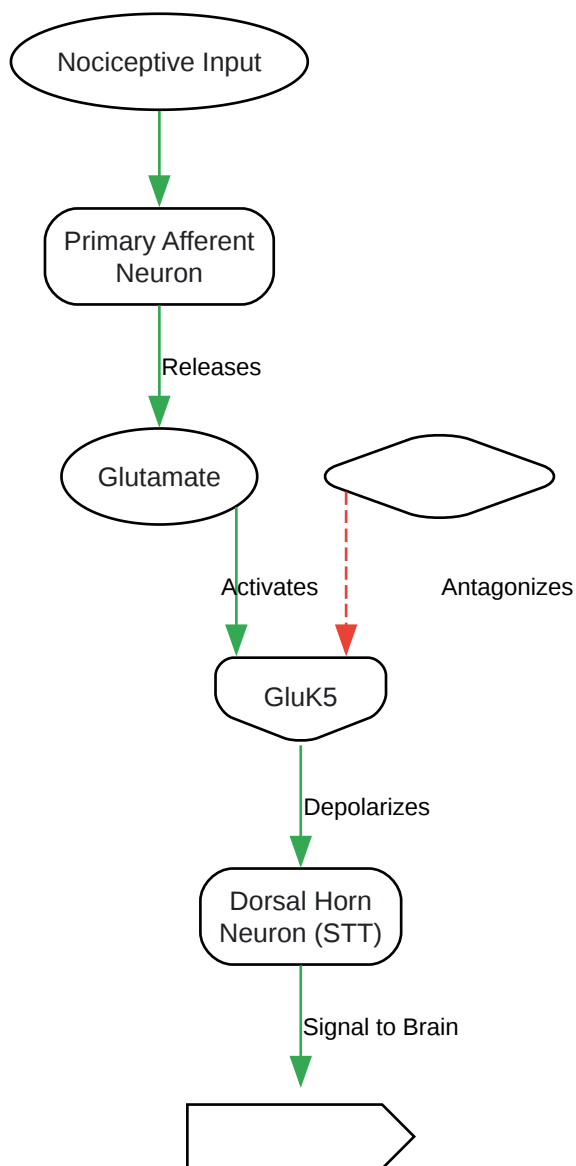 Nociceptive Input
Primary Afferent
Neuron
Releases
Glutamate
Activates
Antagonizes
GluK5
Depolarizes
Dorsal Horn
Neuron (STT)
Signal to Brain